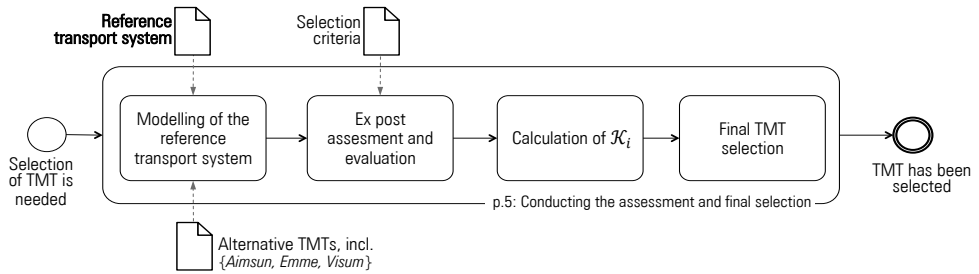 Reference
transport system
Selection
criteria
Modelling of the
reference
transport system
Ex post
assesment and
evaluation
Calculation of 𝒦i
Final TMT
selection
Selection
of TMT is
needed
TMT has been
selected
p.5: Conducting the assessment and final selection
Alternative TMTs, incl.
{Aimsun, Emme, Visum}